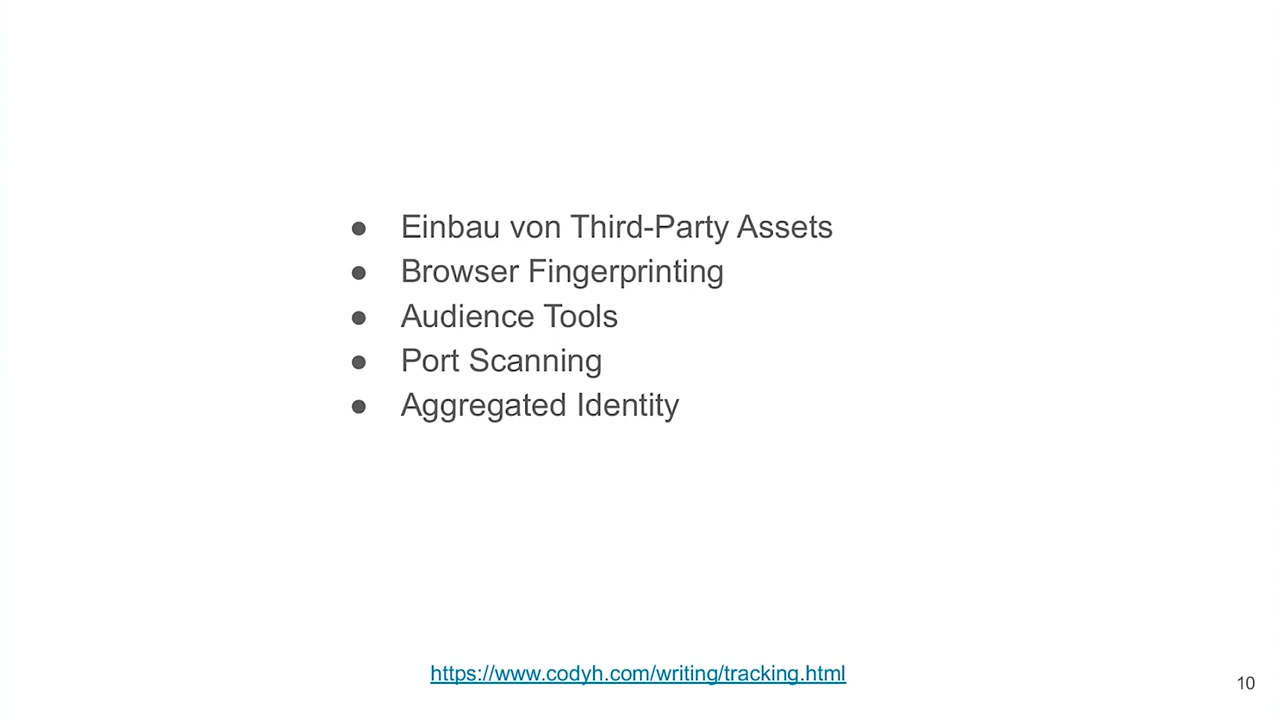 ● Einbau von Third-Party Assets
● Browser Fingerprinting
● Audience Tools
● Port Scanning
● Aggregated Identity
https://www.codyh.com/writing/tracking.html
10